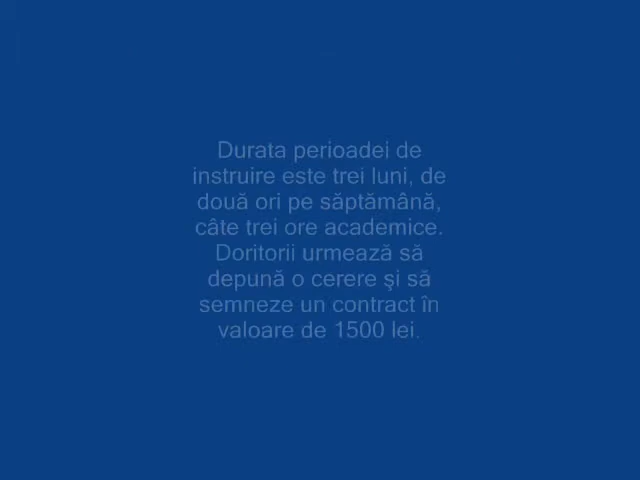 Durata perioadei de
instruire este trei luni, de
două ori pe săptămână,
câte trei ore academice.
Doritorii urmează să
depună o cerere şi să
semneze un contract în
valoare de 1500 lei.